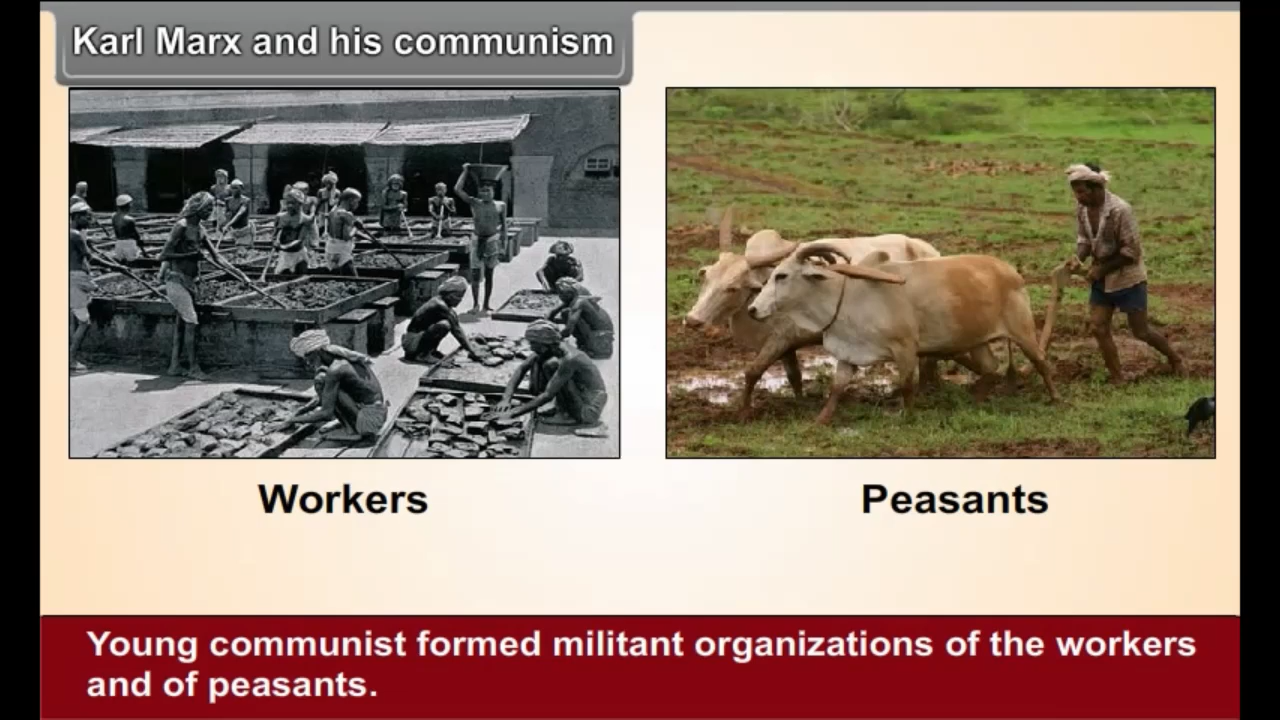 Karl Marx and his communism
Workers
Peasants
Young communist formed militant organizations of the workers
and of peasants.